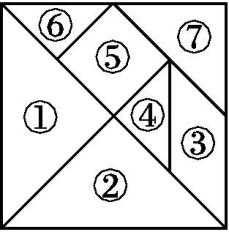 ⑥ ⑦
⑤
① ④ ③
②